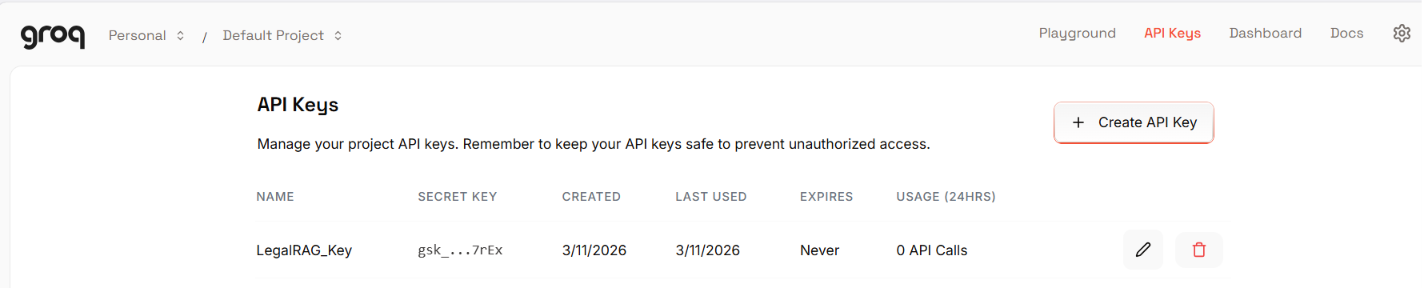 groq Personal / Default Project Playground API Keys Dashboard Docs
API Keys
+ Create API Key
Manage your project API keys. Remember to keep your API keys safe to prevent unauthorized access.
NAME SECRET KEY CREATED LAST USED EXPIRES USAGE (24HRS)
LegalRAG_Key gsk_...7rEx 3/11/2026 3/11/2026 Never 0 API Calls